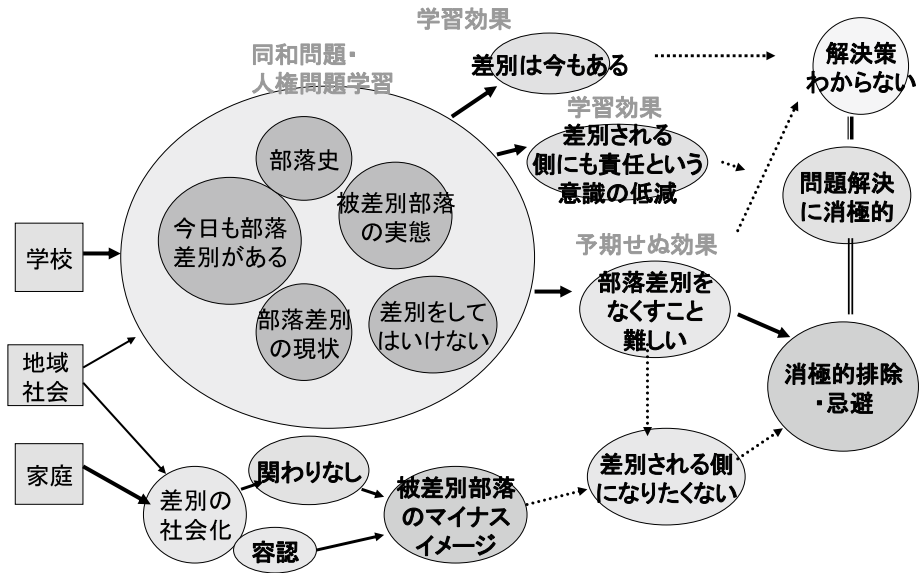 学習効果
同和問題・
人権問題学習
差別は今もある
解決策
わからない
学習効果
差別される
側にも責任という
意識の低減
部落史
被差別部落
の実態
今日も部落
差別がある
問題解決
に消極的
学校
予期せぬ効果
部落差別を
なくすこと
難しい
部落差別
の現状
差別をして
はいけない
地域
社会
消極的排除
・忌避
家庭
関わりなし
差別の
社会化
容認
被差別部落
のマイナス
イメージ
差別される側
になりたくない